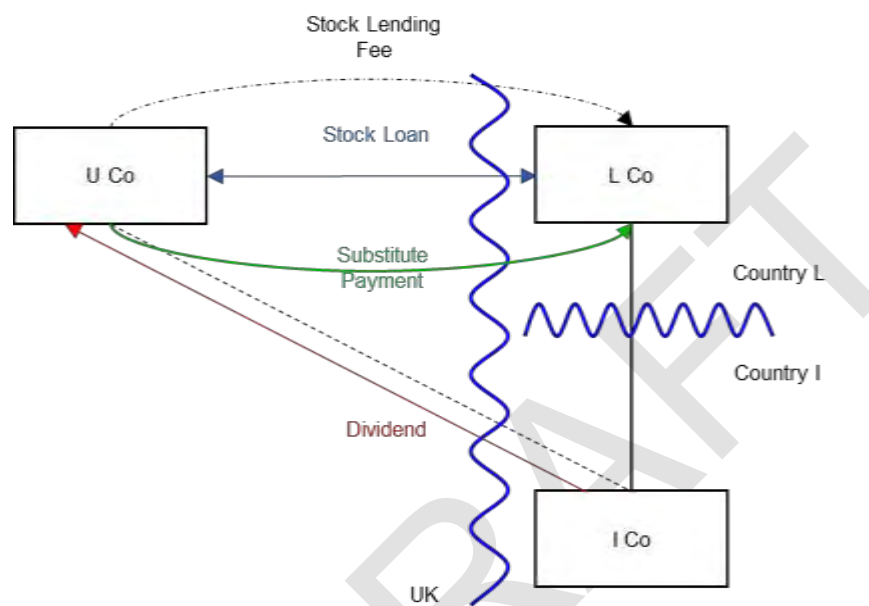 Stock Lending
Fee
Stock Loan
U Co
L Co
Substitute
Payment
Country L
Country I
Dividend
I Co
UK
DRAFT